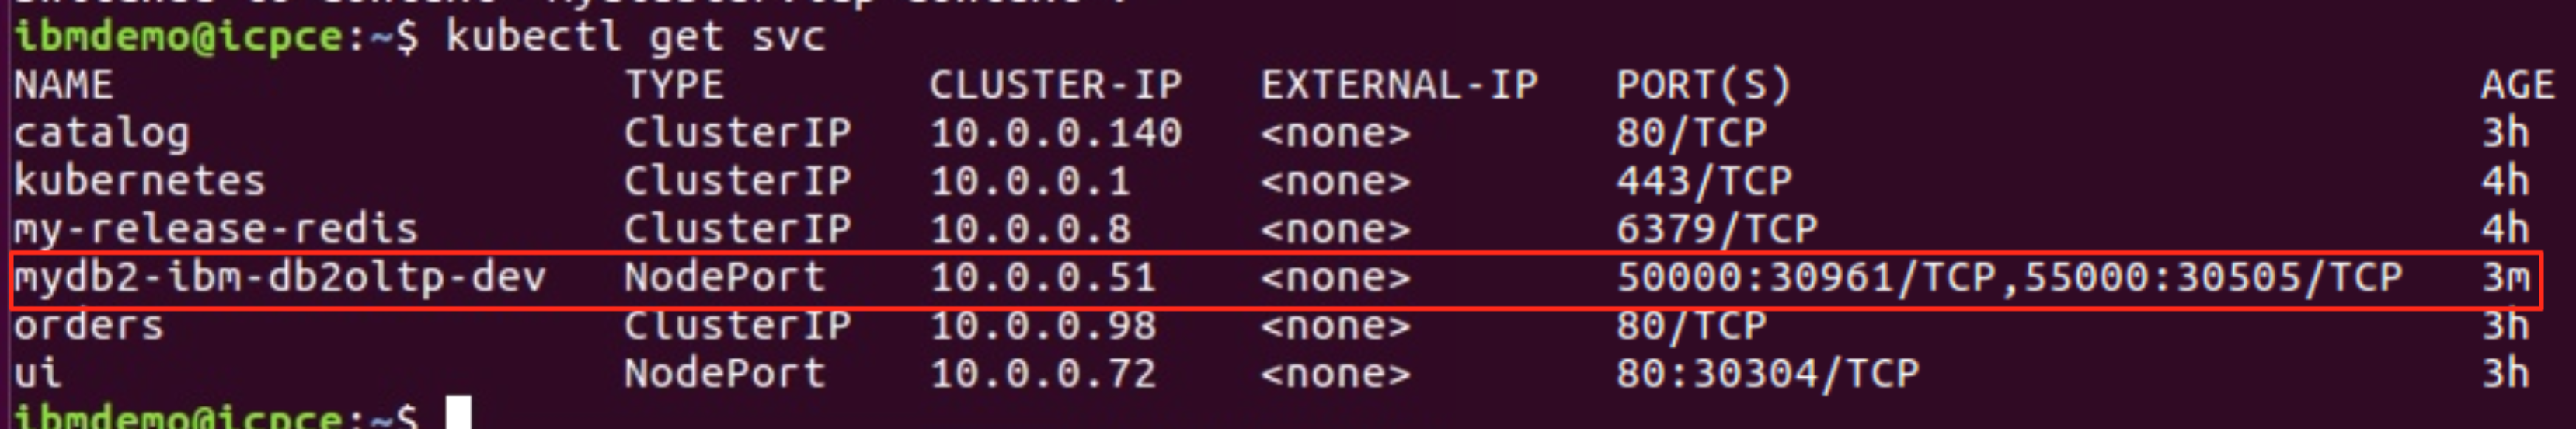 ibmdemo@icpce:~$ kubectl get svc
NAME TYPE CLUSTER-IP EXTERNAL-IP PORT(S) AGE
catalog ClusterIP 10.0.0.140 <none> 80/TCP 3h
kubernetes ClusterIP 10.0.0.1 <none> 443/TCP 4h
my-release-redis ClusterIP 10.0.0.8 <none> 6379/TCP 4h
mydb2-ibm-db2oltp-dev NodePort 10.0.0.51 <none> 50000:30961/TCP,55000:30505/TCP 3m
orders ClusterIP 10.0.0.98 <none> 80/TCP 3h
ui NodePort 10.0.0.72 <none> 80:30304/TCP 3h
ibmdemo@icpce:~$